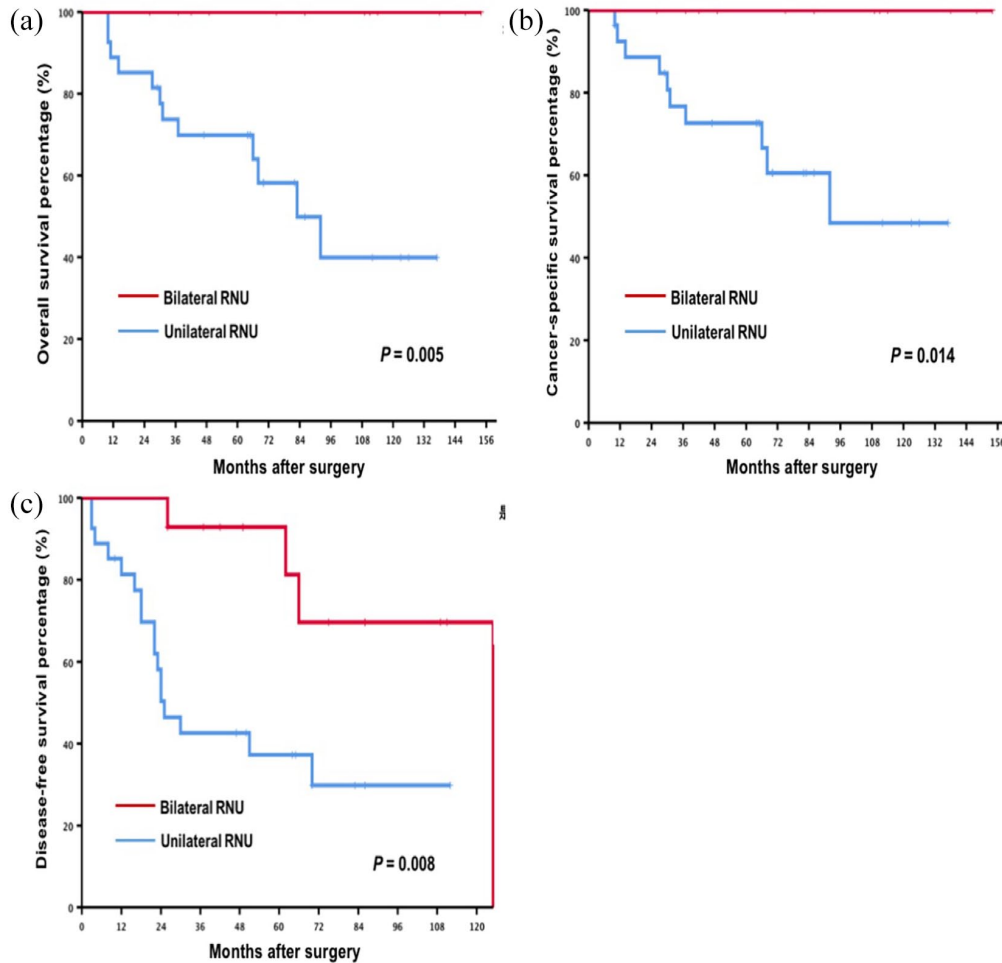 (a)
Overall survival percentage (%)
100
80
60
40
20
0
Bilateral RNU
Unilateral RNU
P = 0.005
0 12 24 36 48 60 72 84 96 108 120 132 144 156
Months after surgery
(b)
Cancer-specific survival percentage (%)
100
80
60
40
20
0
Bilateral RNU
Unilateral RNU
P = 0.014
0 12 24 36 48 60 72 84 96 108 120 132 144 156
Months after surgery
(c)
Disease-free survival percentage (%)
100
80
60
40
20
0
Bilateral RNU
Unilateral RNU
P = 0.008
0 12 24 36 48 60 72 84 96 108 120
Months after surgery